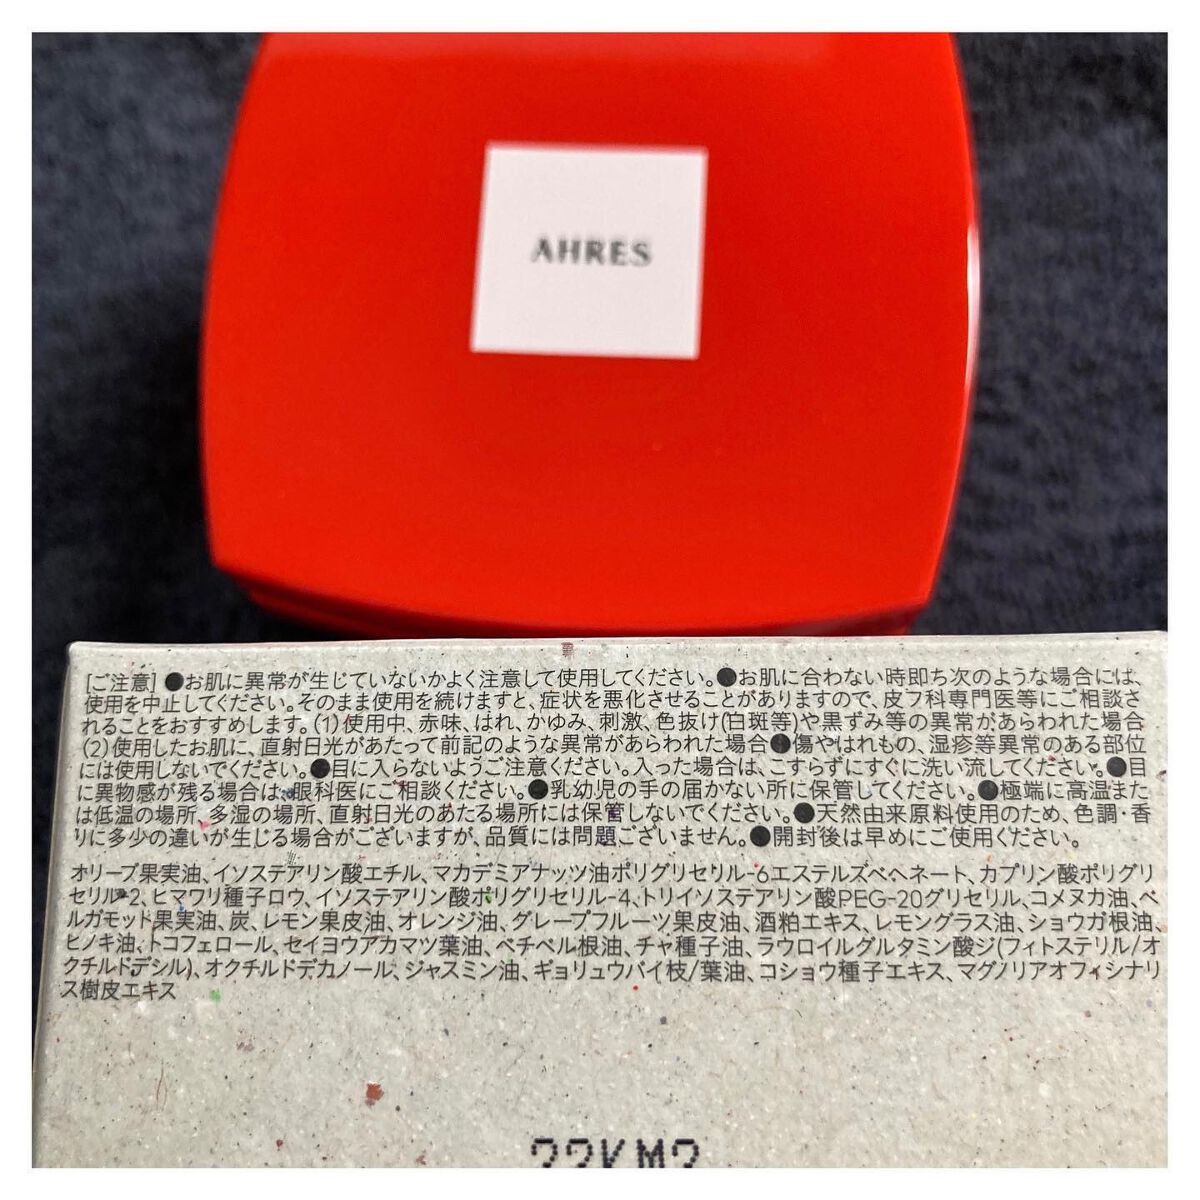 AHRES
[ご注意] ●お肌に異常が生じていないかよく注意して使用してください。●お肌に合わない時即ち次のような場合には、
使用を中止してください。そのまま使用を続けますと、症状を悪化させることがありますので、皮フ科専門医等にご相談さ
れることをおすすめします。(1)使用中、赤味、はれ、かゆみ、刺激、色抜け(白斑等)や黒ずみ等の異常があらわれた場合
(2)使用したお肌に、直射日光があたって前記のような異常があらわれた場合●傷やはれもの、湿疹等異常のある部位
には使用しないでください。●目に入らないようご注意ください。入った場合は、こすらずにすぐに洗い流してください。●目
に異物感が残る場合は、眼科医にご相談ください。●乳幼児の手の届かない所に保管してください。●極端に高温また
は低温の場所、多湿の場所、直射日光のあたる場所には保管しないでください。●天然由来原料使用のため、色調・香
りに多少の違いが生じる場合がございますが、品質には問題ございません。●開封後は早めにご使用ください。
オリーブ果実油、イソステアリン酸エチル、マカデミアナッツ油ポリグリセリル-6エステルズベヘネート、カプリン酸ポリグリ
セリル-2、ヒマワリ種子ロウ、イソステアリン酸ポリグリセリル-4、トリイソステアリン酸PEG-20グリセリル、コメヌカ油、ベ
ルガモット果実油、炭、レモン果皮油、オレンジ油、グレープフルーツ果皮油、酒粕エキス、レモングラス油、ショウガ根油、
ヒノキ油、トコフェロール、セイヨウアカマツ葉油、ベチベル根油、チャ種子油、ラウロイルグルタミン酸ジ(フィトステリル/オ
クチルドデシル)、オクチルドデカノール、ジャスミン油、ギョリュウバイ枝/葉油、コショウ種子エキス、マグノリアオフィシナリ
ス樹皮エキス
22KM2